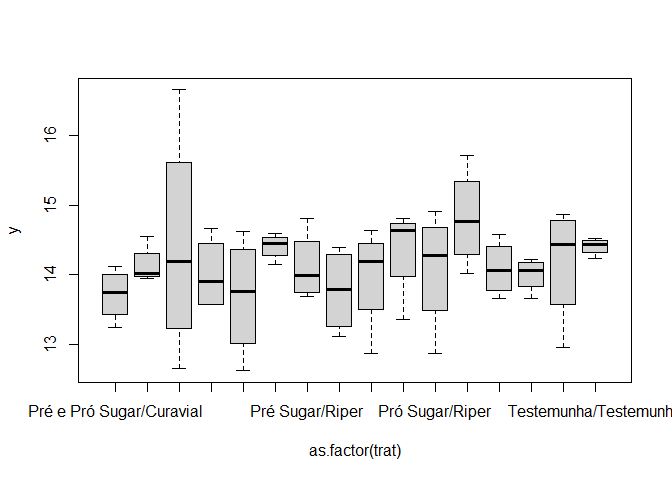 16
15
14
13
y
Pré e Pró Sugar/Curavial Pré Sugar/Riper Pró Sugar/Riper Testemunha/Testemunh
as.factor(trat)